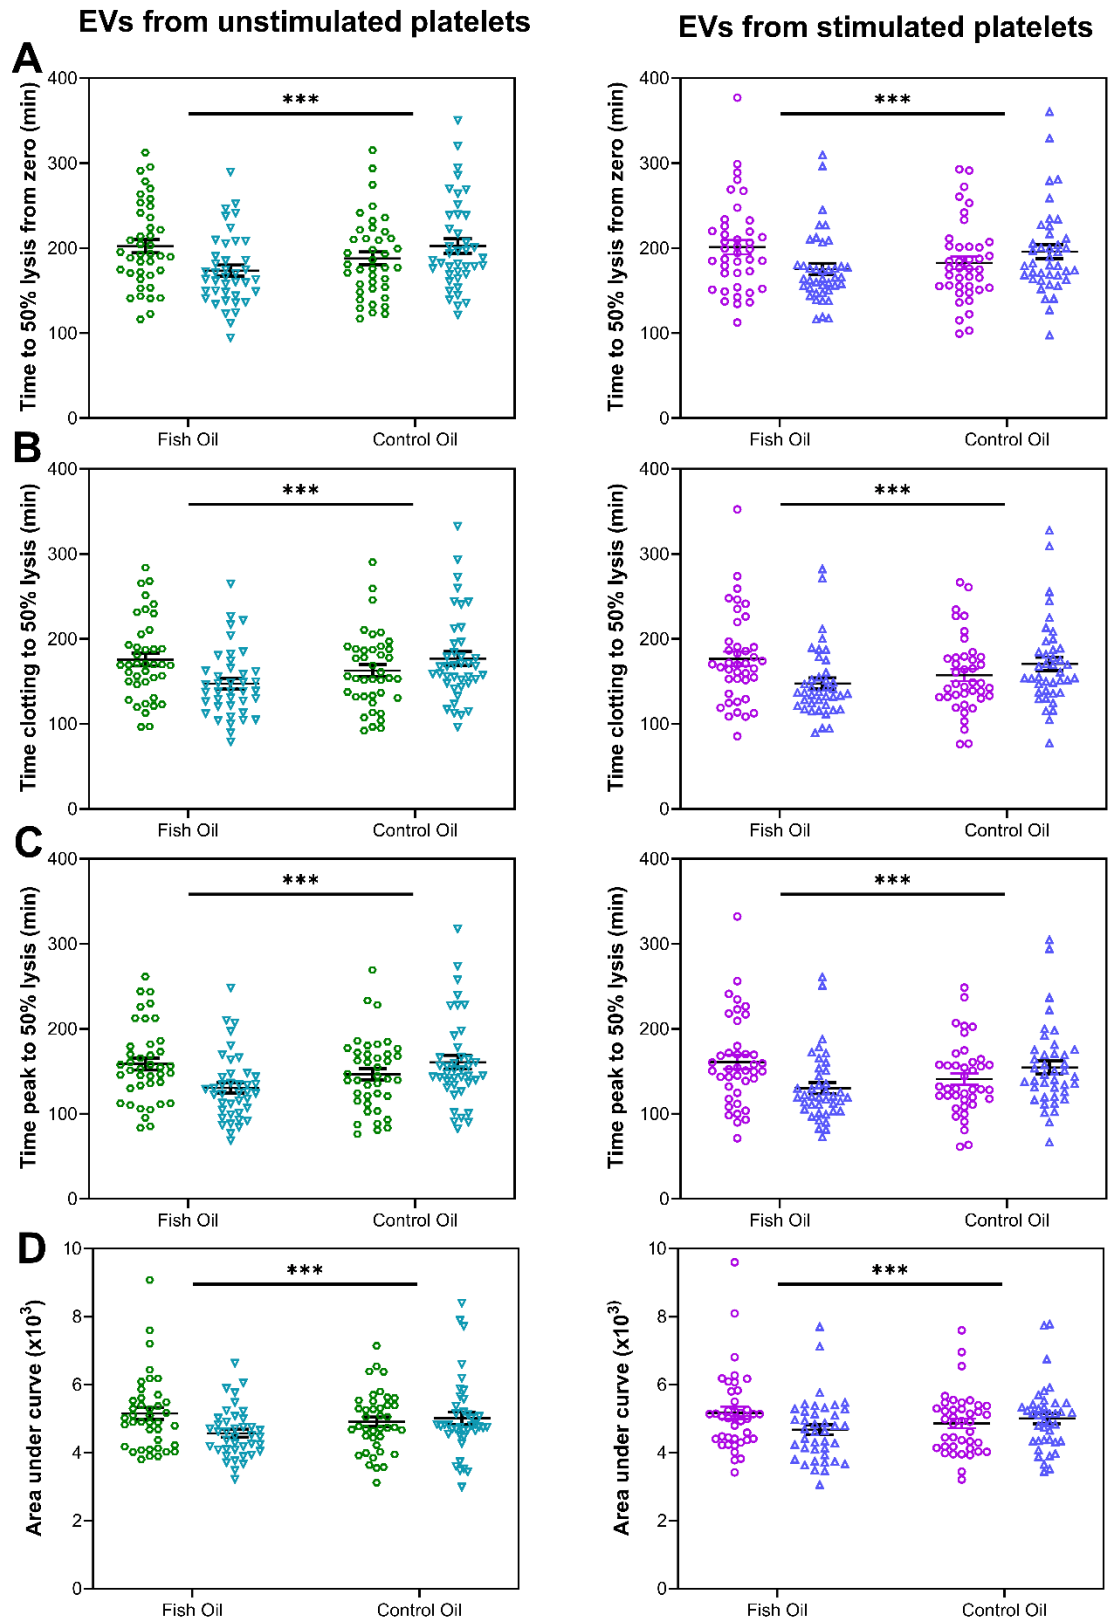 EVs from unstimulated platelets
EVs from stimulated platelets
A
Time to 50% lysis from zero (min)
400
300
200
100
0
***
Fish Oil
Control Oil
Time to 50% lysis from zero (min)
400
300
200
100
0
***
Fish Oil
Control Oil
B
Time clotting to 50% lysis (min)
400
300
200
100
0
***
Fish Oil
Control Oil
Time clotting to 50% lysis (min)
400
300
200
100
0
***
Fish Oil
Control Oil
C
Time peak to 50% lysis (min)
400
300
200
100
0
***
Fish Oil
Control Oil
Time peak to 50% lysis (min)
400
300
200
100
0
***
Fish Oil
Control Oil
D
Area under curve (x10³)
10
8
6
4
2
0
***
Fish Oil
Control Oil
Area under curve (x10³)
10
8
6
4
2
0
***
Fish Oil
Control Oil